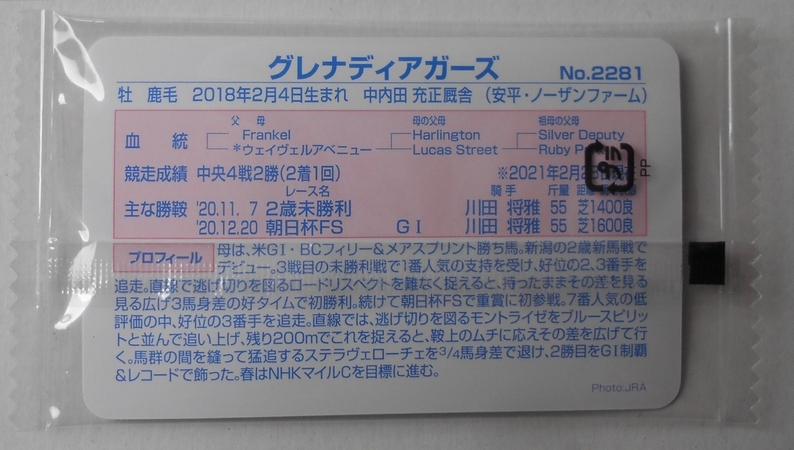 グレナディアガーズ No.2281
牡 鹿毛 2018年2月4日生まれ 中内田 充正厩舎 (安平・ノーザンファーム)
父 母 母の父母 祖母の父母
血統 Frankel Harlington Silver Deputy
*ウェイヴェルアベニュー Lucas Street Ruby
競走成績 中央4戦2勝(2着1回) ※2021年2月
レース名 騎手 斤量
主な勝鞍 '20.11. 7 2歳未勝利 川田 将雅 55 芝1400良
'20.12.20 朝日杯FS GⅠ 川田 将雅 55 芝1600良
プロフィール 母は、米GⅠ・BCフィリー&メアスプリント勝ち馬。新潟の2歳新馬戦で
デビュー。3戦目の未勝利戦で1番人気の支持を受け、好位の2、3番手を
追走。直線で逃げ切りを図るロードリスペクトを難なく捉えると、持ったままその差を見る
見る広げ3馬身差の好タイムで初勝利。続けて朝日杯FSで重賞に初参戦。7番人気の低
評価の中、好位の3番手を追走。直線では、逃げ切りを図るモントライゼをブルースピリッ
トと並んで追い上げ、残り200mでこれを捉えると、鞍上のムチに応えその差を広げて行
く。馬群の間を縫って猛追するステラヴェローチェを3/4馬身差で退け、2勝目をGⅠ制覇
&レコードで飾った。春はNHKマイルCを目標に進む。
Photo:JRA
PP